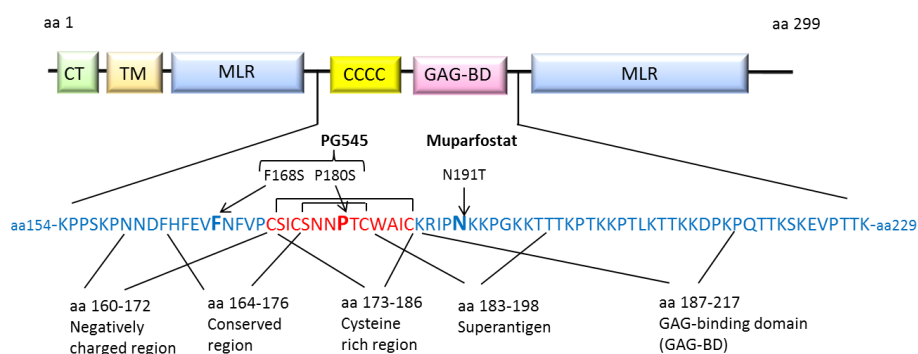 aa 1
aa 299
CT
TM
MLR
CCCC
GAG-BD
MLR
PG545
Muparfostat
F168S
P180S
N191T
aa154-KPPSKPNNDFHFEVFNFVPCSICSNNPTCWAICKRIPNKKPGKKTTTKPTKKPTLKTTKKDPKPQTTKSKEVPTTK-aa229
aa 160-172
Negatively
charged region
aa 164-176
Conserved
region
aa 173-186
Cysteine
rich region
aa 183-198
Superantigen
aa 187-217
GAG-binding domain
(GAG-BD)